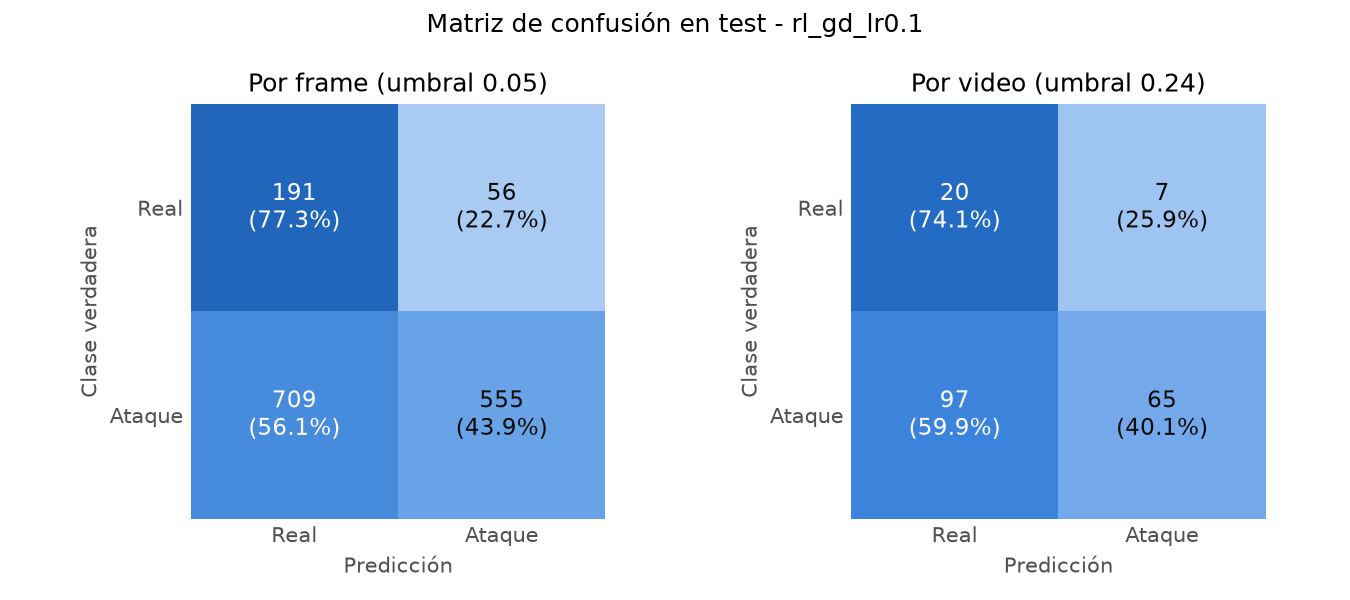 Matriz de confusión en test - rl_gd_lr0.1
Por frame (umbral 0.05)
Clase verdadera
Real
191
(77.3%)
56
(22.7%)
Ataque
709
(56.1%)
555
(43.9%)
Real
Ataque
Predicción
Por video (umbral 0.24)
Clase verdadera
Real
20
(74.1%)
7
(25.9%)
Ataque
97
(59.9%)
65
(40.1%)
Real
Ataque
Predicción